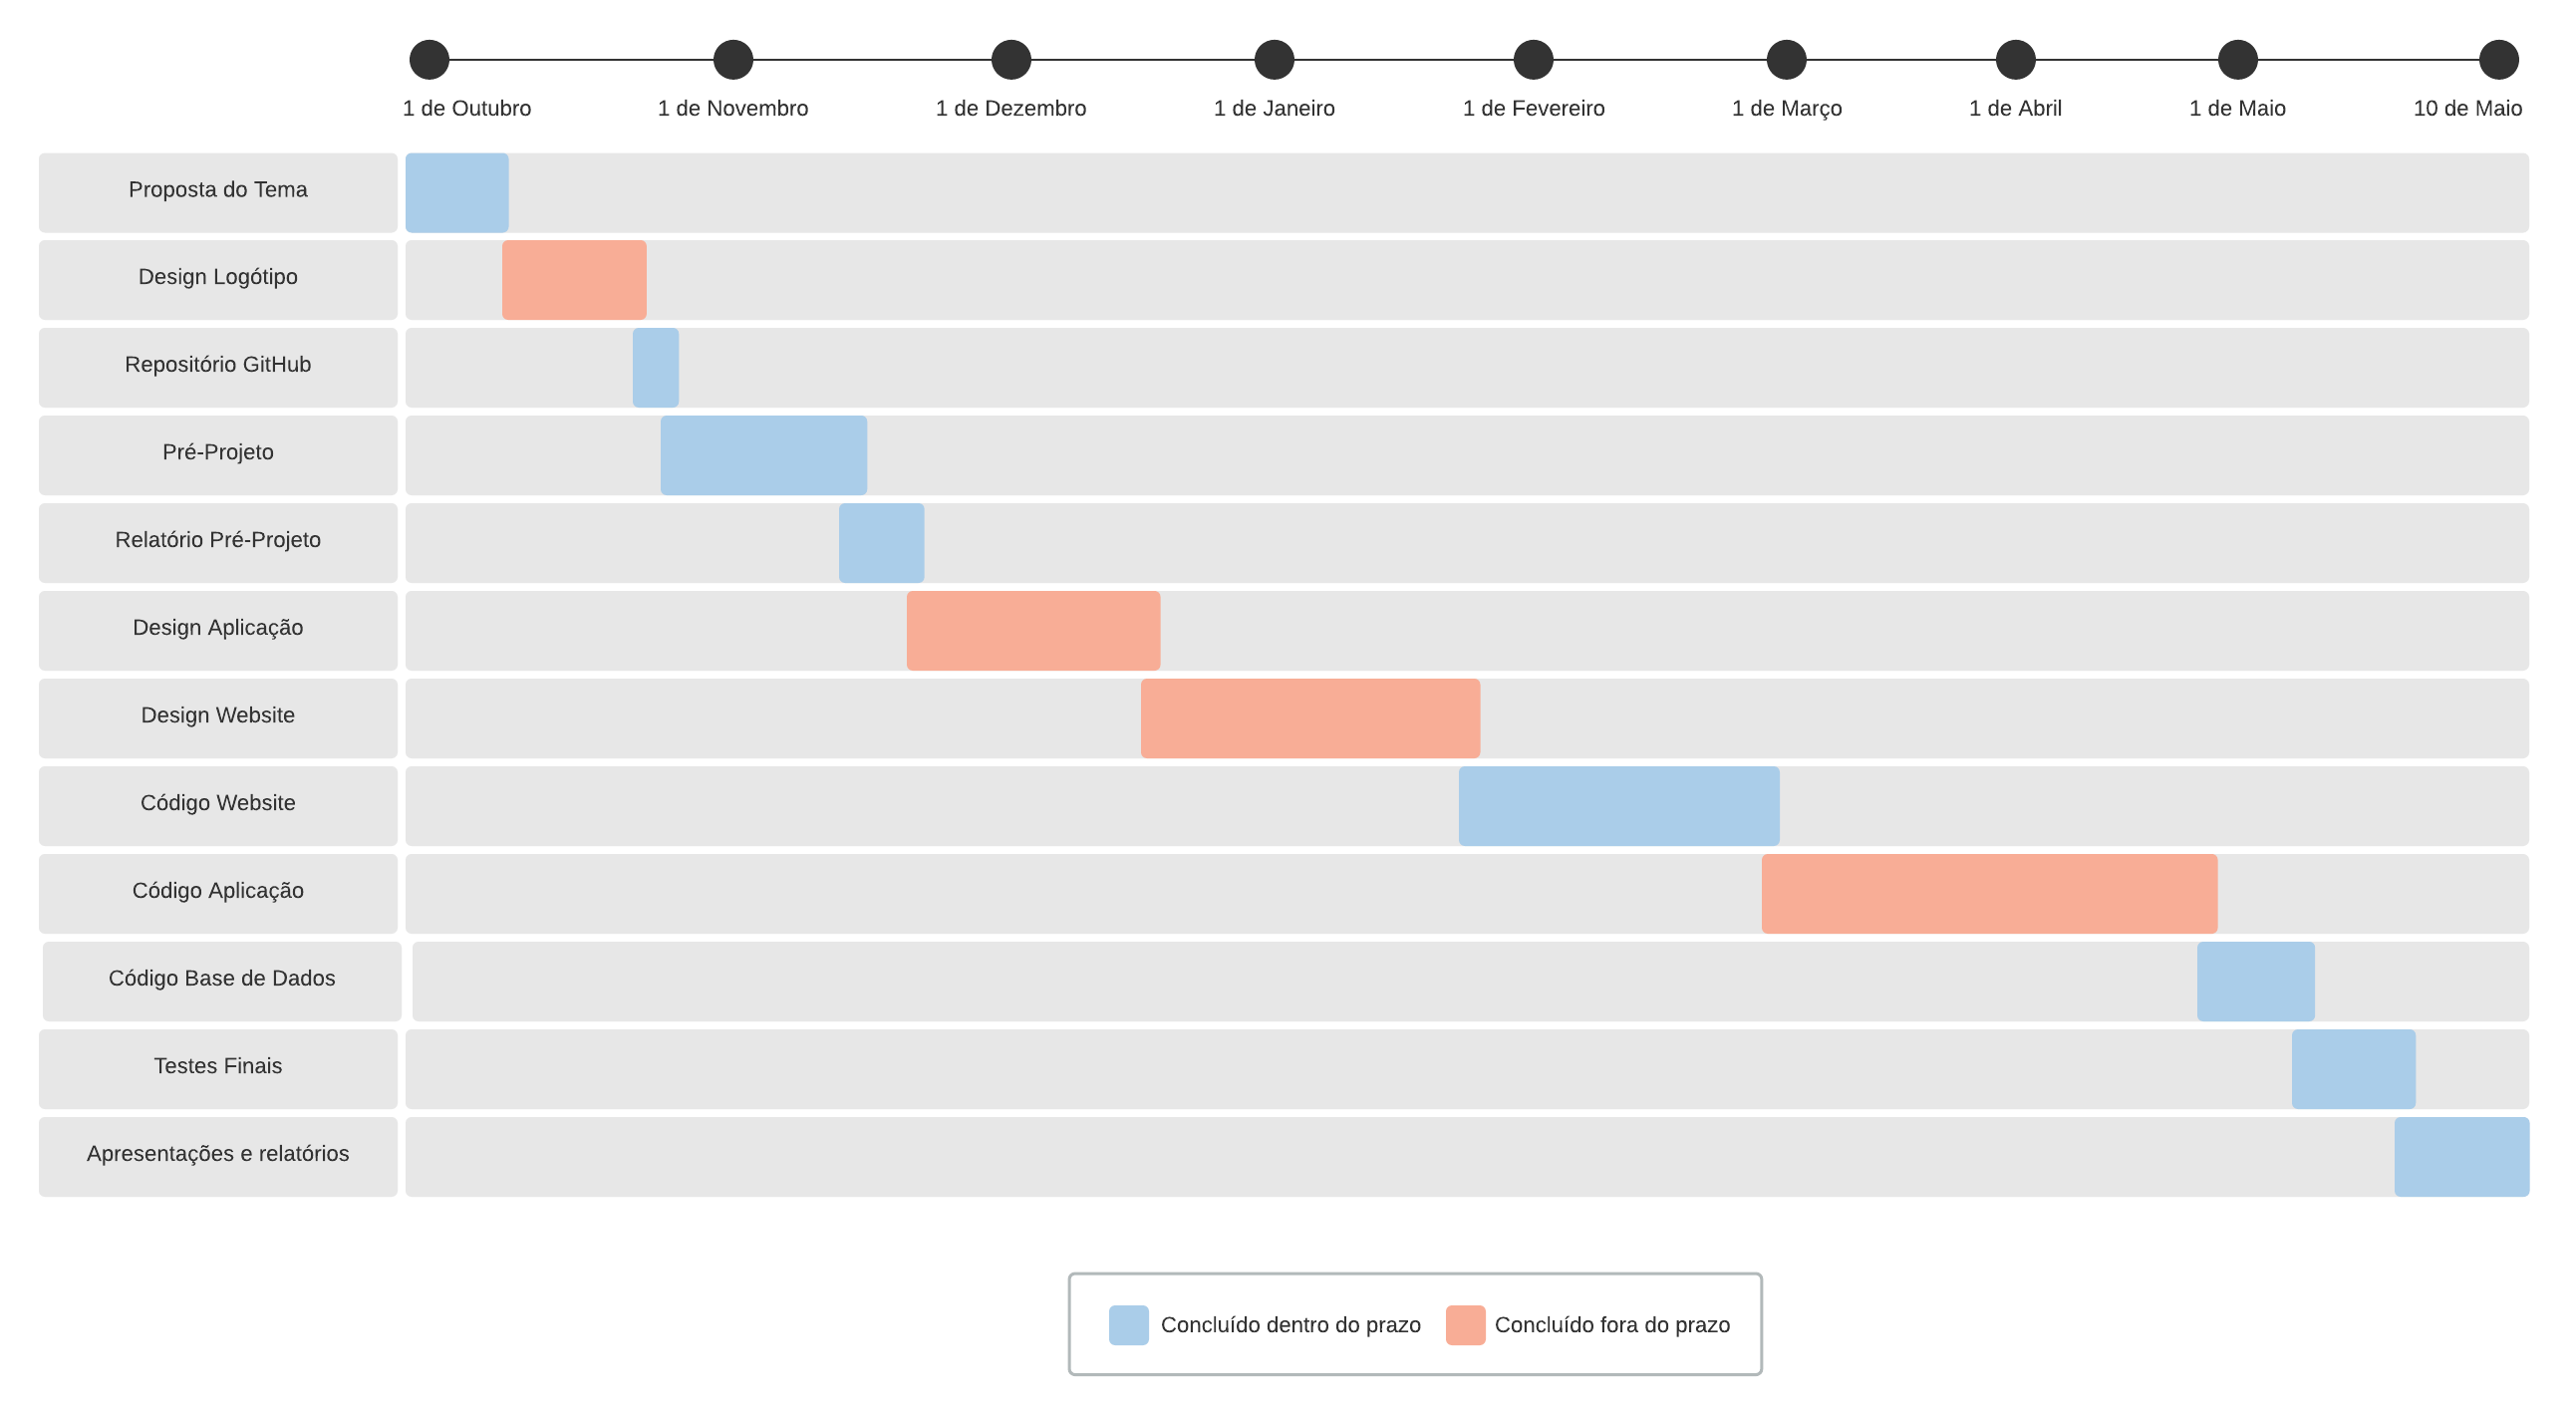 1 de Outubro
1 de Novembro
1 de Dezembro
1 de Janeiro
1 de Fevereiro
1 de Março
1 de Abril
1 de Maio
10 de Maio
Proposta do Tema
Design Logótipo
Repositório GitHub
Pré-Projeto
Relatório Pré-Projeto
Design Aplicação
Design Website
Código Website
Código Aplicação
Código Base de Dados
Testes Finais
Apresentações e relatórios
Concluído dentro do prazo
Concluído fora do prazo